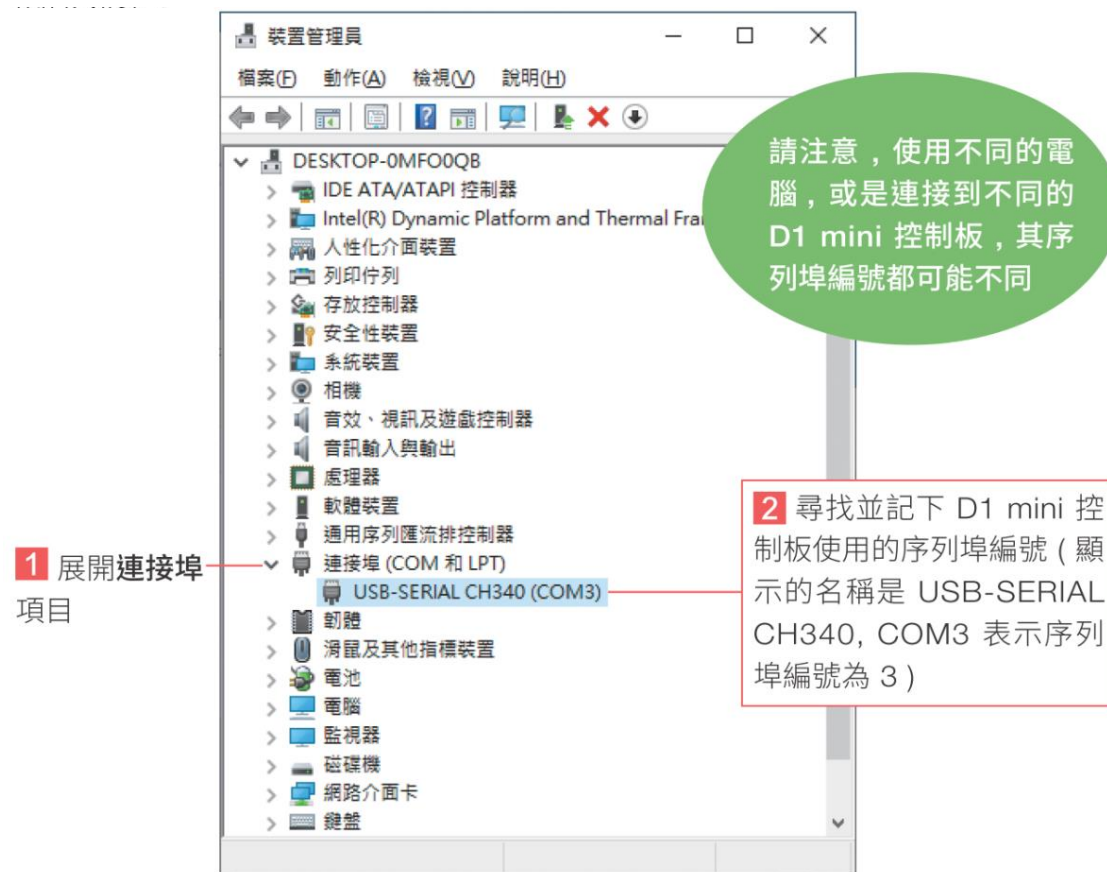 裝置管理員
檔案(F) 動作(A) 檢視(V) 說明(H)
DESKTOP-0MFO0QB
IDE ATA/ATAPI 控制器
Intel(R) Dynamic Platform and Thermal Fra
人性化介面裝置
列印佇列
存放控制器
安全性裝置
系統裝置
相機
音效、視訊及遊戲控制器
音訊輸入與輸出
處理器
軟體裝置
通用序列匯流排控制器
連接埠 (COM 和 LPT)
USB-SERIAL CH340 (COM3)
韌體
滑鼠及其他指標裝置
電池
電腦
監視器
磁碟機
網路介面卡
鍵盤
請注意，使用不同的電
腦，或是連接到不同的
D1 mini 控制板，其序
列埠編號都可能不同
1 展開連接埠
項目
2 尋找並記下 D1 mini 控
制板使用的序列埠編號 ( 顯
示的名稱是 USB-SERIAL
CH340, COM3 表示序列
埠編號為 3 )